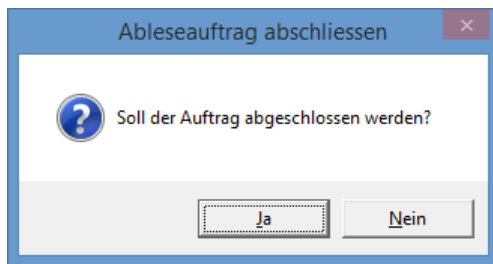 Ableseauftrag abschliessen
Soll der Auftrag abgeschlossen werden?
Ja
Nein